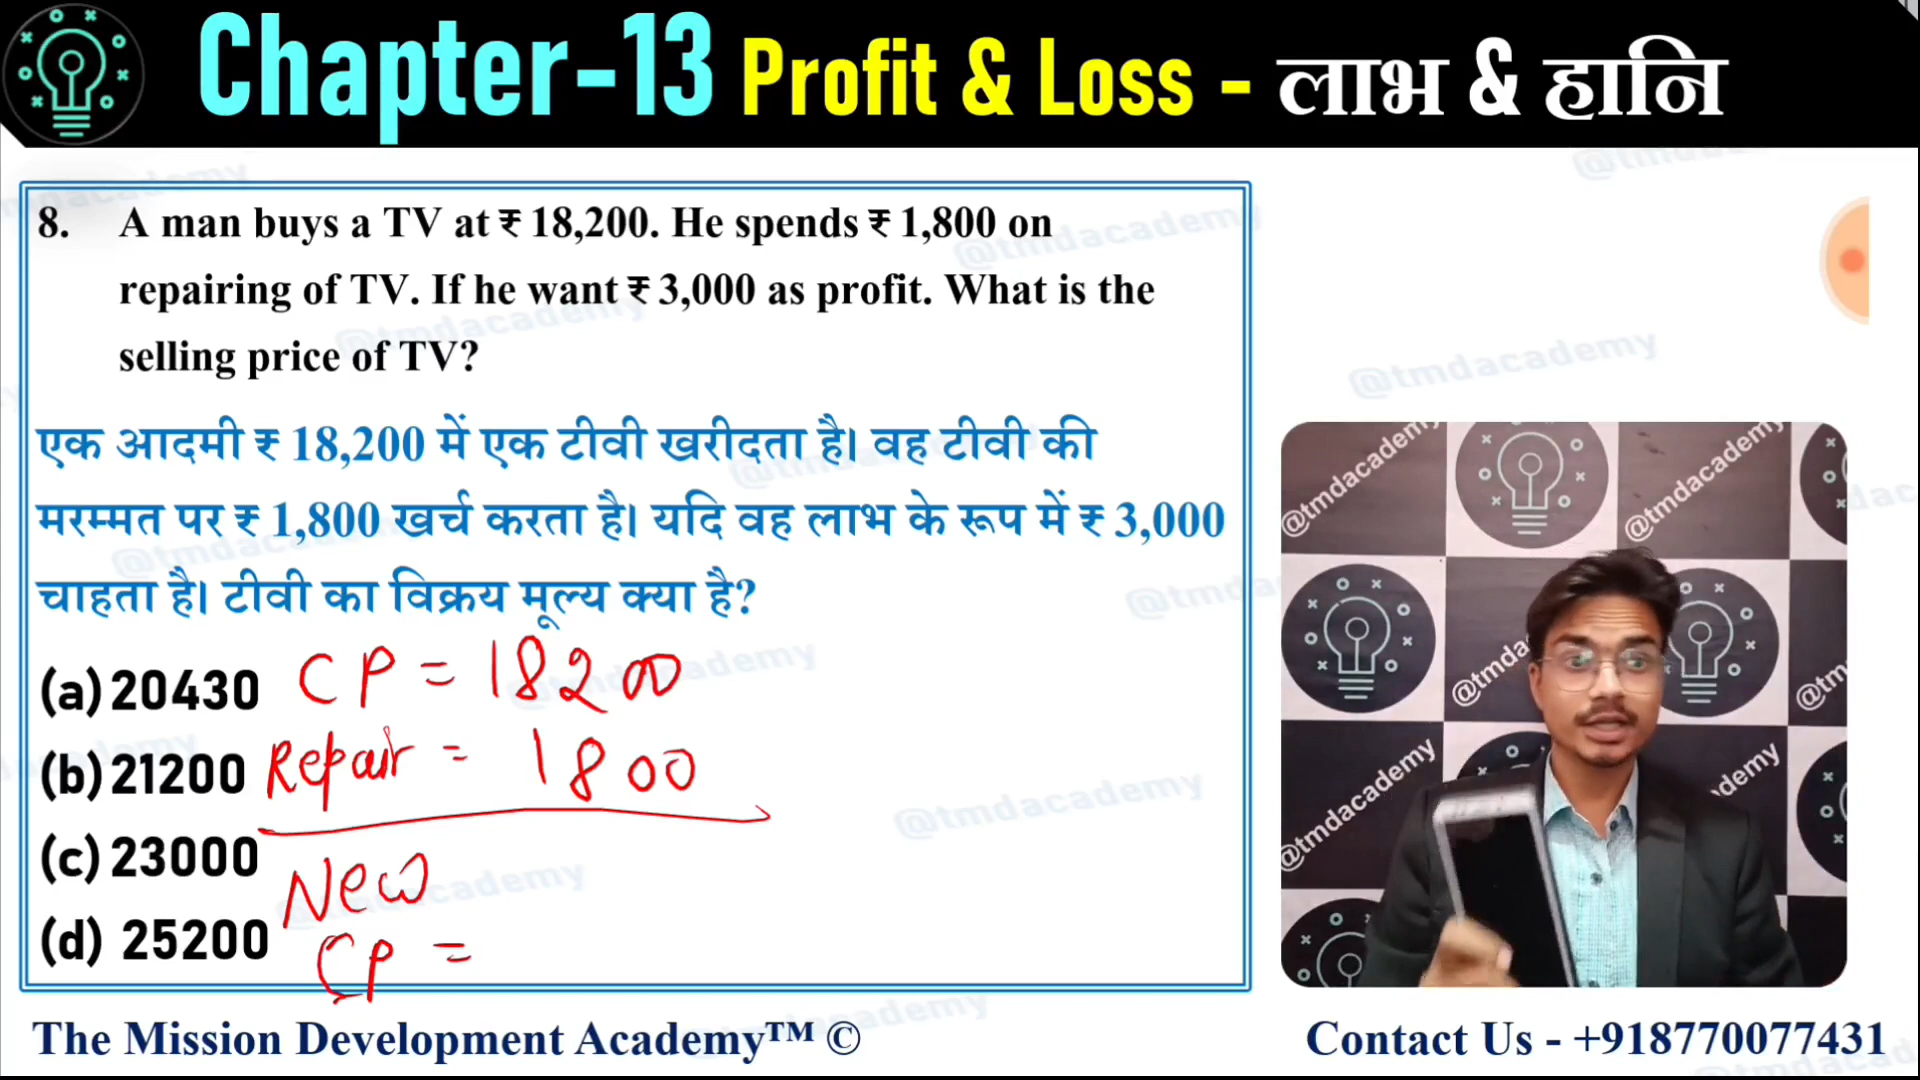 Chapter-13 Profit & Loss - लाभ & हानि
8. A man buys a TV at ₹ 18,200. He spends ₹ 1,800 on
repairing of TV. If he want ₹ 3,000 as profit. What is the
selling price of TV?
एक आदमी ₹ 18,200 में एक टीवी खरीदता है। वह टीवी की
मरम्मत पर ₹ 1,800 खर्च करता है। यदि वह लाभ के रूप में ₹ 3,000
चाहता है। टीवी का विक्रय मूल्य क्या है?
(a) 20430 CP = 18200
(b) 21200 Repair = 1800
(c) 23000 New
(d) 25200 CP =
@tmdacademy
The Mission Development Academy™ ©
Contact Us - +918770077431